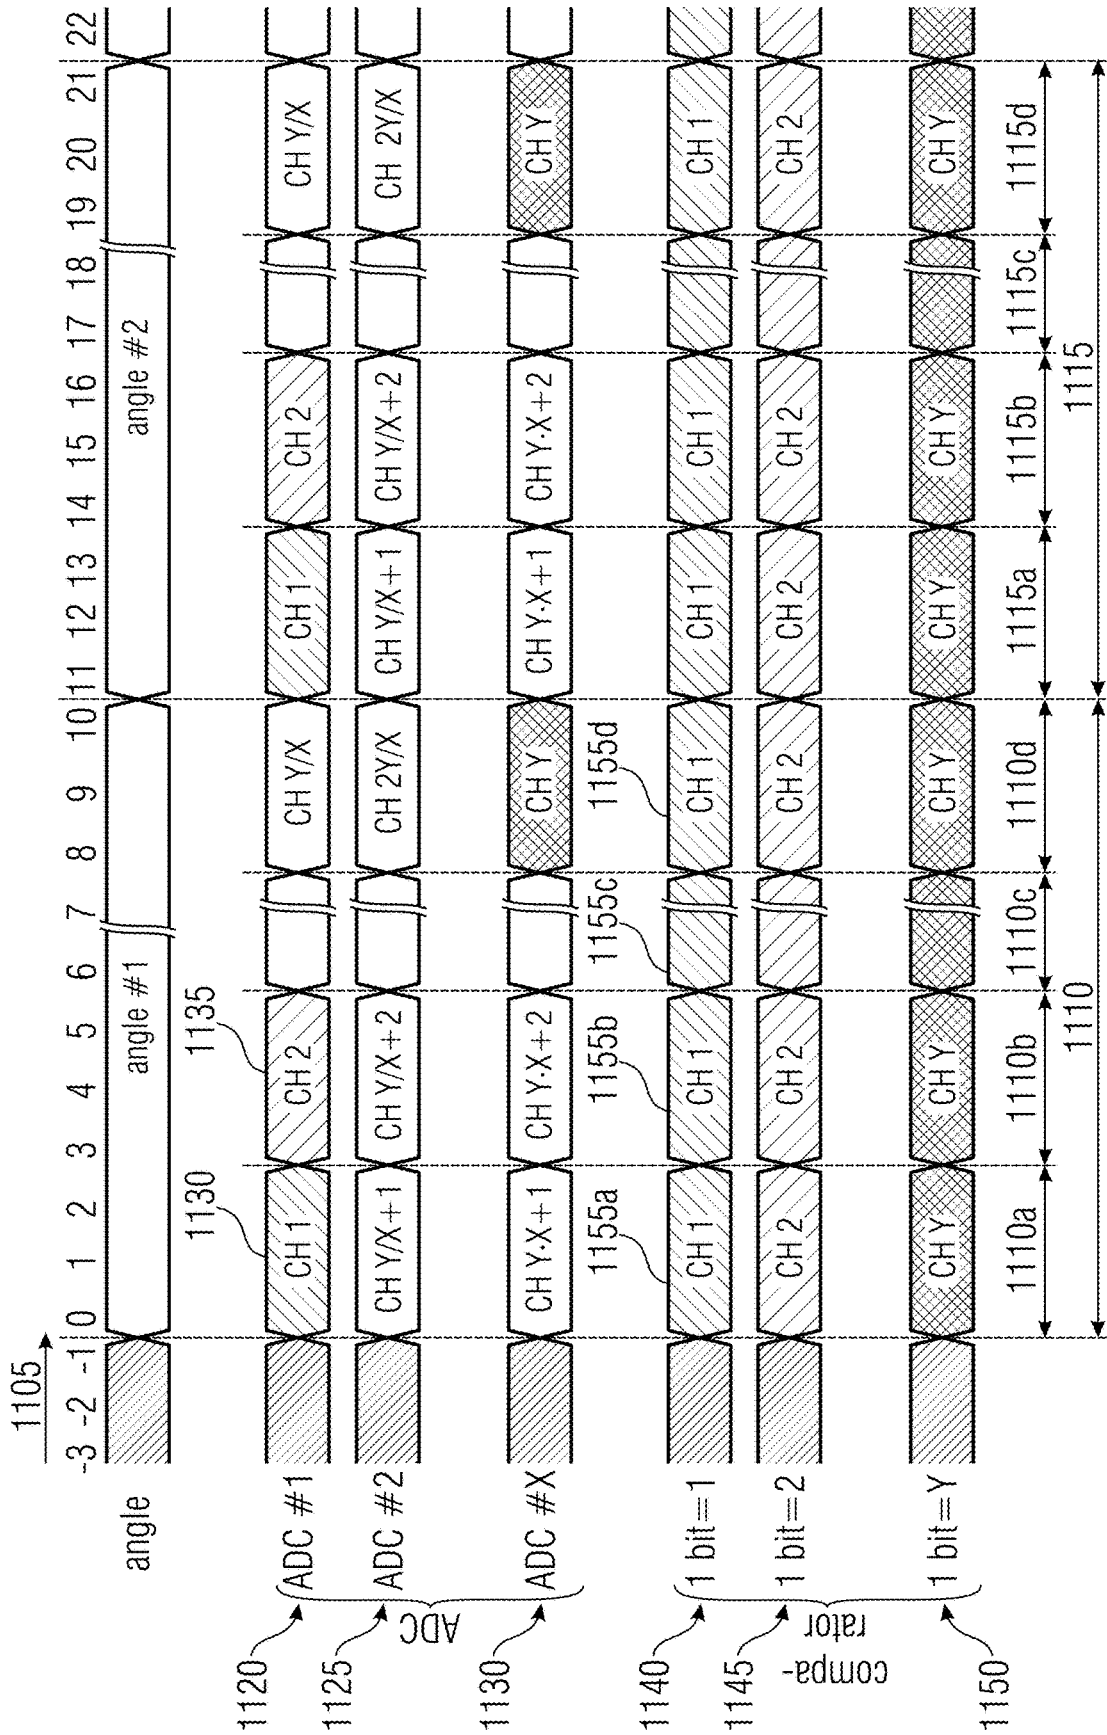 1105
-3 -2 -1 0 1 2 3 4 5 6 7 8 9 10 11 12 13 14 15 16 17 18 19 20 21 22
angle
angle #1
angle #2
1130
1135
1120
ADC #1
CH 1
CH 2
CH Y/X
CH 1
CH 2
CH Y/X
1125
ADC #2
CH Y/X+1
CH Y/X+2
CH 2Y/X
CH Y/X+1
CH Y/X+2
CH 2Y/X
ADC
1130
ADC #X
CH Y·X+1
CH Y·X+2
CH Y
CH Y·X+1
CH Y·X+2
CH Y
1155a
1155b
1155c
1155d
1140
1 bit=1
CH 1
CH 1
CH 1
CH 1
CH 1
CH 1
1145
1 bit=2
CH 2
CH 2
CH 2
CH 2
CH 2
CH 2
compa-
rator
1150
1 bit=Y
CH Y
CH Y
CH Y
CH Y
CH Y
CH Y
1110a
1110b
1110c
1110d
1115a
1115b
1115c
1115d
1110
1115